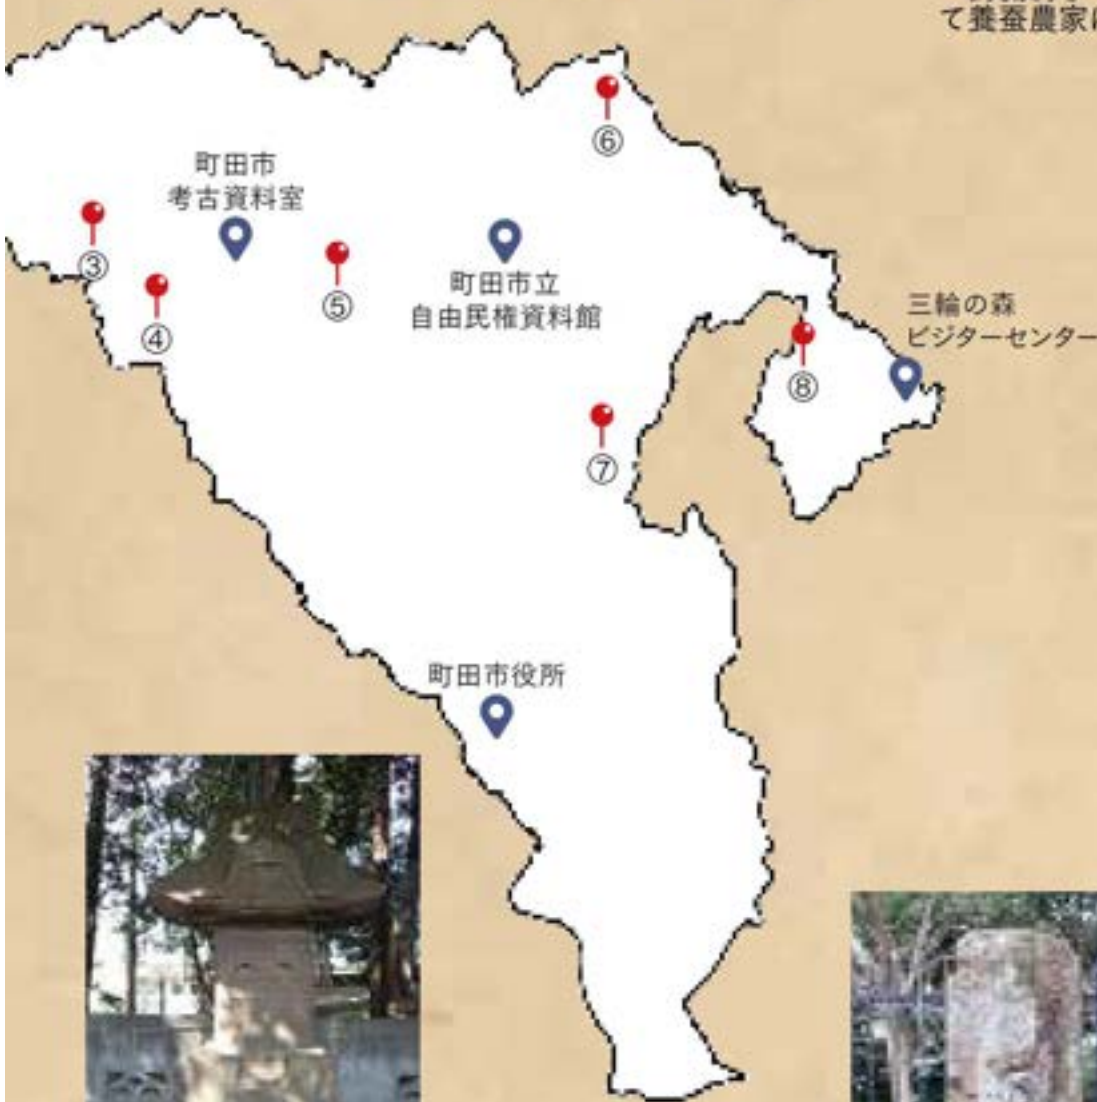 て養蚕農家に
⑥
町田市
考古資料室
③
④
⑤
町田市立
自由民権資料館
三輪の森
ビジターセンター
⑧
⑦
町田市役所